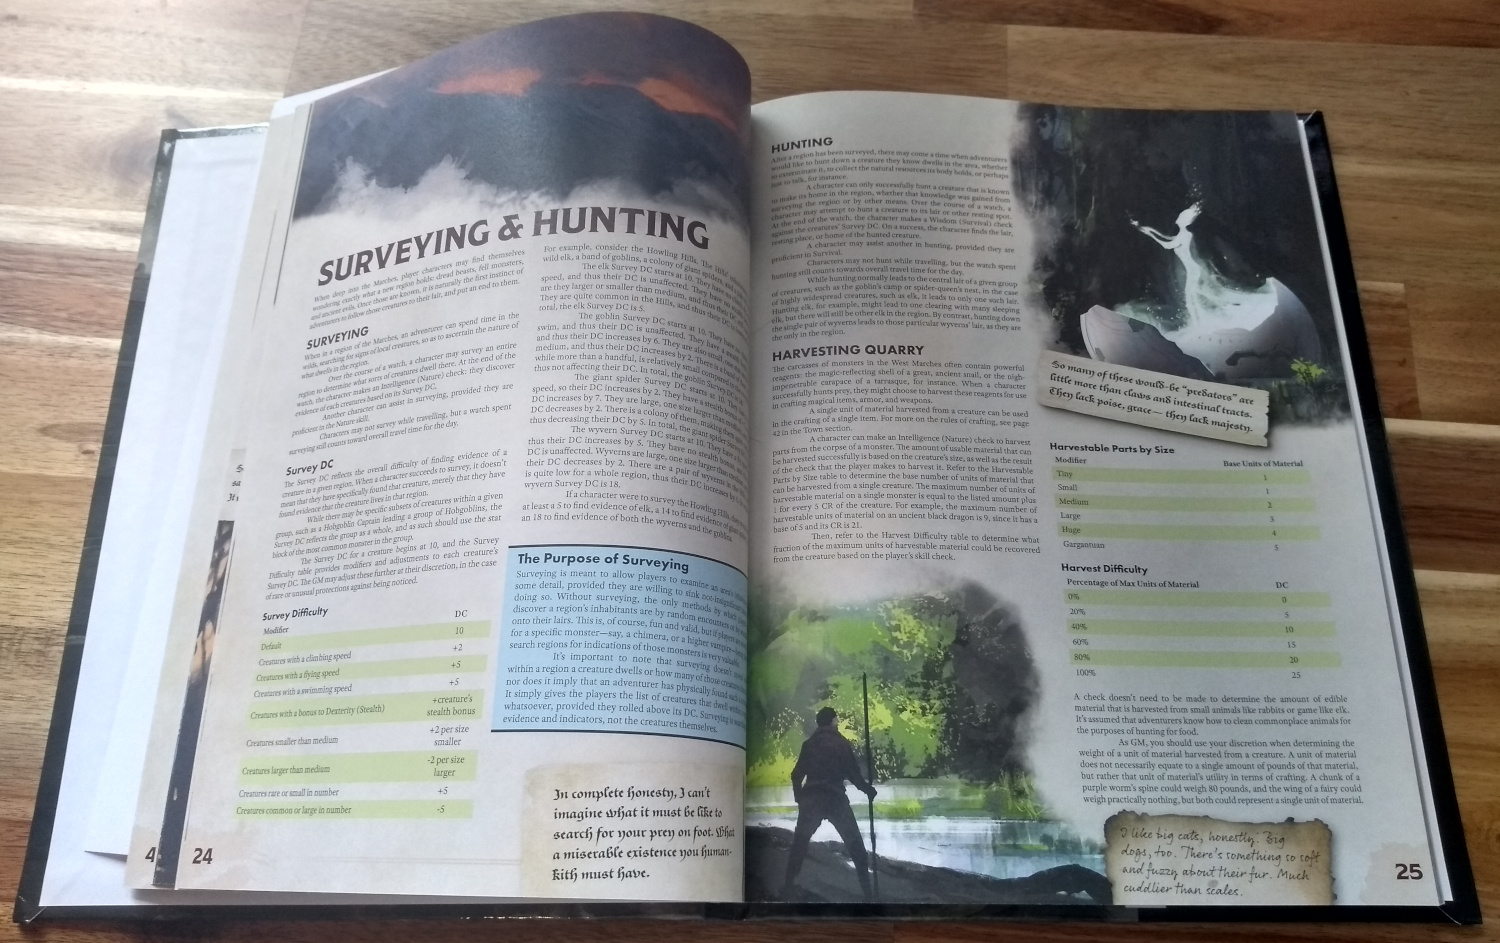 SURVEYING & HUNTING
When deep into the Marches, player characters may find themselves
wondering exactly what a new region holds: dread beasts, fell monsters,
and ancient evils. Once those are known, it is naturally the first instinct of
adventurers to follow those creatures to their lair, and put an end to them.
SURVEYING
When in a region of the Marches, an adventurer can spend time in the
wilds, searching for signs of local creatures, so as to ascertain the nature of
what dwells in the region.
Over the course of a watch, a character may survey an entire
region to determine what sorts of creatures dwell there. At the end of the
watch, the character makes an Intelligence (Nature) check: they discover
evidence of each creatures based on its Survey DC.
Another character can assist in surveying, provided they are
proficient in the Nature skill.
Characters may not survey while travelling, but a watch spent
surveying still counts toward overall travel time for the day.
Survey DC
The Survey DC reflects the overall difficulty of finding evidence of a
creature in a given region. When a character succeeds to survey, it doesn't
mean that they have specifically found that creature, merely that they have
found evidence that the creature lives in that region.
While there may be specific subsets of creatures within a given
group, such as a Hobgoblin Captain leading a group of Hobgoblins, the
Survey DC reflects the group as a whole, and as such should use the stat
block of the most common monster in the group.
The Survey DC for a creature begins at 10, and the Survey
Difficulty table provides modifiers and adjustments to each creature's
Survey DC. The GM may adjust these further at their discretion, in the case
of rare or unusual protections against being noticed.
Survey Difficulty
Modifier DC
Default 10
Creatures with a climbing speed +2
Creatures with a flying speed +5
Creatures with a swimming speed +5
Creatures with a bonus to Dexterity (Stealth) +creature's
stealth bonus
Creatures smaller than medium +2 per size
smaller
Creatures larger than medium -2 per size
larger
Creatures rare or small in number +5
Creatures common or large in number -5
4
24
For example, consider the Howling Hills. The Hills
wild elk, a band of goblins, a colony of giant spiders,
The elk Survey DC starts at 10. They have
speed, and thus their DC is unaffected. They have no
are they larger or smaller than medium, and thus their DC
They are quite common in the Hills, and thus their DC
total, the elk Survey DC is 5.
The goblin Survey DC starts at 10. They have
swim, and thus their DC is unaffected. They have a
and thus their DC increases by 6. They are also small
medium, and thus their DC increases by 2. There is a band
while more than a handful, is relatively small compared
thus not affecting their DC. In total, the goblin Survey DC
The giant spider Survey DC starts at 10.
speed, so their DC increases by 2. They have a stealth
DC increases by 7. They are large, one size larger than medium
DC decreases by 2. There is a colony of them, making them
thus decreasing their DC by 5. In total, the giant spider
The wyvern Survey DC starts at 10. They have
thus their DC increases by 5. They have no stealth
DC is unaffected. Wyverns are large, one size larger than
their DC decreases by 2. There are a pair of wyverns
is quite low for a whole region, thus their DC increases by
wyvern Survey DC is 18.
If a character were to survey the Howling Hills,
at least a 5 to find evidence of elk, a 14 to find evidence of
an 18 to find evidence of both the wyverns and the goblins.
The Purpose of Surveying
Surveying is meant to allow players to examine an area
some detail, provided they are willing to sink not-insignificant
doing so. Without surveying, the only methods by which
discover a region's inhabitants are by random encounters or
onto their lairs. This is, of course, fun and valid, but if players
for a specific monster—say, a chimera, or a higher vampire—
search regions for indications of those monsters is very valuable.
It's important to note that surveying doesn't
within a region a creature dwells or how many of those creatures
nor does it imply that an adventurer has physically found
It simply gives the players the list of creatures that dwell
whatsoever, provided they rolled above its DC. Surveying
evidence and indicators, not the creatures themselves.
In complete honesty, I can't
imagine what it must be like to
search for your prey on foot. What
a miserable existence you human-
kith must have.
HUNTING
After a region has been surveyed, there may come a time when adventurers
would like to hunt down a creature they know dwells in the area, whether
to exterminate it, to collect the natural resources its body holds, or perhaps
just to talk, for instance.
A character can only successfully hunt a creature that is known
to make its home in the region, whether that knowledge was gained from
surveying the region or by other means. Over the course of a watch, a
character may attempt to hunt a creature to its lair or other resting spot.
At the end of the watch, the character makes a Wisdom (Survival) check
against the creatures' Survey DC. On a success, the character finds the lair,
resting place, or home of the hunted creature.
A character may assist another in hunting, provided they are
proficient in Survival.
Characters may not hunt while travelling, but the watch spent
hunting still counts towards overall travel time for the day.
While hunting normally leads to the central lair of a given group
of creatures, such as the goblin's camp or spider-queen's nest, in the case
of highly widespread creatures, such as elk, it leads to only one such lair.
Hunting elk, for example, might lead to one clearing with many sleeping
elk, but there will still be other elk in the region. By contrast, hunting down
the single pair of wyverns leads to those particular wyverns' lair, as they are
the only in the region.
HARVESTING QUARRY
The carcasses of monsters in the West Marches often contain powerful
reagents, the magic-reflecting shell of a great, ancient snail, or the nigh-
impenetrable carapace of a tarrasque, for instance. When a character
successfully hunts prey, they might choose to harvest these reagents for use
in crafting magical items, armor, and weapons.
A single unit of material harvested from a creature can be used
in the crafting of a single item. For more on the rules of crafting, see page
42 in the Town section.
A character can make an Intelligence (Nature) check to harvest
parts from the corpse of a monster. The amount of usable material that can
be harvested successfully is based on the creature's size, as well as the result
of the check that the player makes to harvest it. Refer to the Harvestable
Parts by Size table to determine the base number of units of material that
can be harvested from a single creature. The maximum number of units of
harvestable material on a single monster is equal to the listed amount plus
1 for every 5 CR of the creature. For example, the maximum number of
harvestable units of material on an ancient black dragon is 9, since it has a
base of 5 and its CR is 21.
Then, refer to the Harvest Difficulty table to determine what
fraction of the maximum units of harvestable material could be recovered
from the creature based on the player's skill check.
So many of these would-be "predators" are
little more than claws and intestinal tracts.
They lack poise, grace— they lack majesty.
Harvestable Parts by Size
Modifier Base Units of Material
Tiny 1
Small 1
Medium 2
Large 3
Huge 4
Gargantuan 5
Harvest Difficulty
Percentage of Max Units of Material DC
0% 0
20% 5
40% 10
60% 15
80% 20
100% 25
A check doesn't need to be made to determine the amount of edible
material that is harvested from small animals like rabbits or game like elk.
It's assumed that adventurers know how to clean commonplace animals for
the purposes of hunting for food.
As GM, you should use your discretion when determining the
weight of a unit of material harvested from a creature. A unit of material
does not necessarily equate to a single amount of pounds of that material,
but rather that unit of material's utility in terms of crafting. A chunk of a
purple worm's spine could weigh 80 pounds, and the wing of a fairy could
weigh practically nothing, but both could represent a single unit of material.
I like big cats, honestly. Big
dogs, too. There's something so soft
and fuzzy about their fur. Much
cuddlier than scales.
25